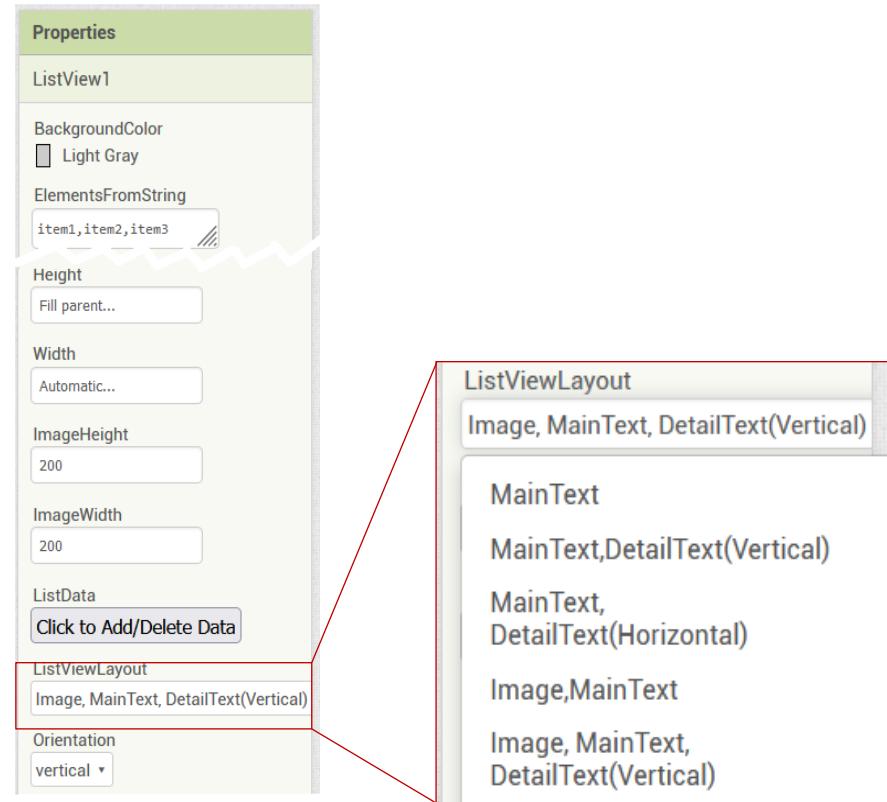 Properties
ListView1
BackgroundColor
Light Gray
ElementsFromString
item1,item2,item3
Height
Fill parent...
Width
Automatic...
ImageHeight
200
ImageWidth
200
ListData
Click to Add/Delete Data
ListViewLayout
Image, MainText, DetailText(Vertical)
Orientation
vertical
ListViewLayout
Image, MainText, DetailText(Vertical)
MainText
MainText,DetailText(Vertical)
MainText,
DetailText(Horizontal)
Image,MainText
Image, MainText,
DetailText(Vertical)